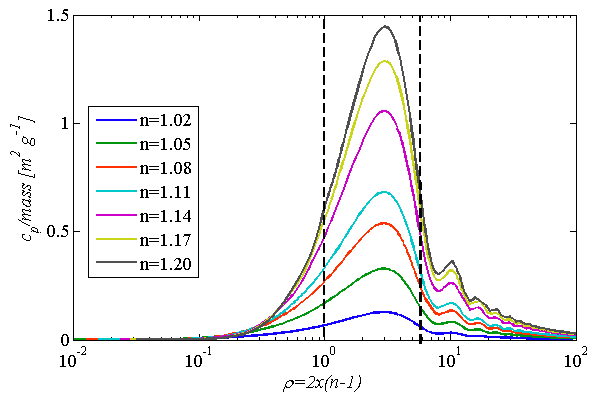 1.5
1
0.5
0
c_p/mass [m^2 g^-1]
n=1.02
n=1.05
n=1.08
n=1.11
n=1.14
n=1.17
n=1.20
10^-2 10^-1 10^0 10^1 10^2
ρ=2x(n-1)